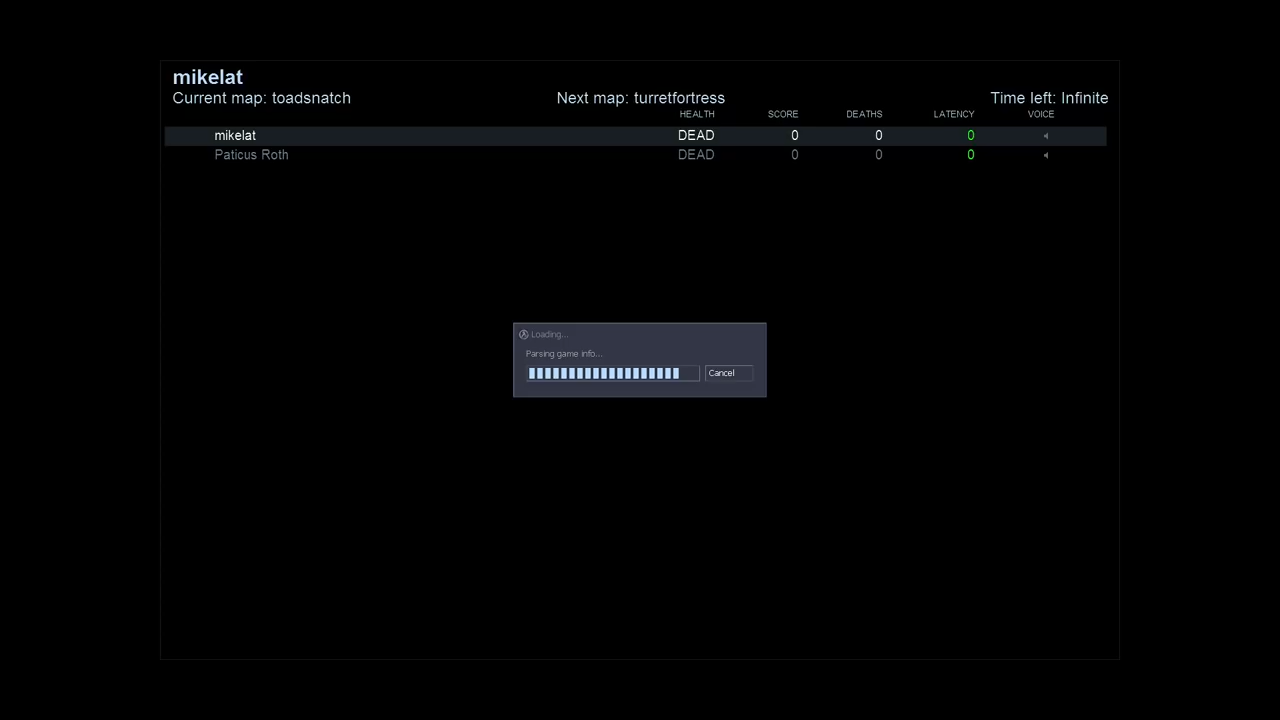 mikelat
Current map: toadsnatch Next map: turretfortress Time left: Infinite
HEALTH SCORE DEATHS LATENCY VOICE
mikelat DEAD 0 0 0
Paticus Roth DEAD 0 0 0
Loading...
Parsing game info...
Cancel